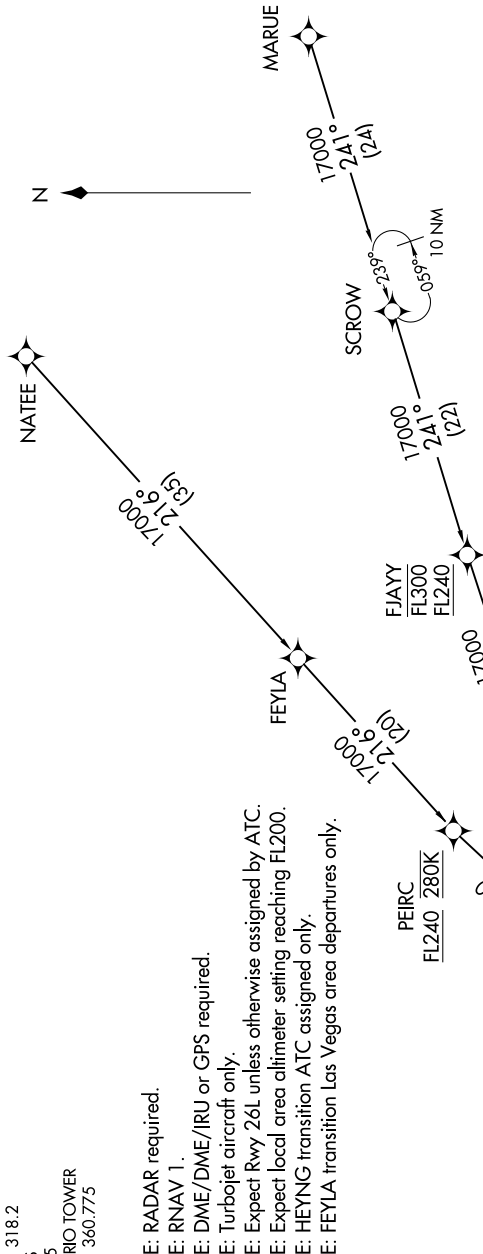 318.2
RIO TOWER
360.775
E: RADAR required.
E: RNAV 1.
E: DME/DME/IRU or GPS required.
E: Turbojet aircraft only.
E: Expect Rwy 26L unless otherwise assigned by ATC.
E: Expect local area altimeter setting reaching FL200.
E: HEYNG transition ATC assigned only.
E: FEYLA transition Las Vegas area departures only.
N
NATEE
17000
216°
(35)
FEYLA
17000
216°
(20)
PEIRC
FL240 280K
MARUE
17000
241°
(24)
239°
059°
10 NM
SCROW
17000
241°
(22)
FJAYY
FL300
FL240
17000